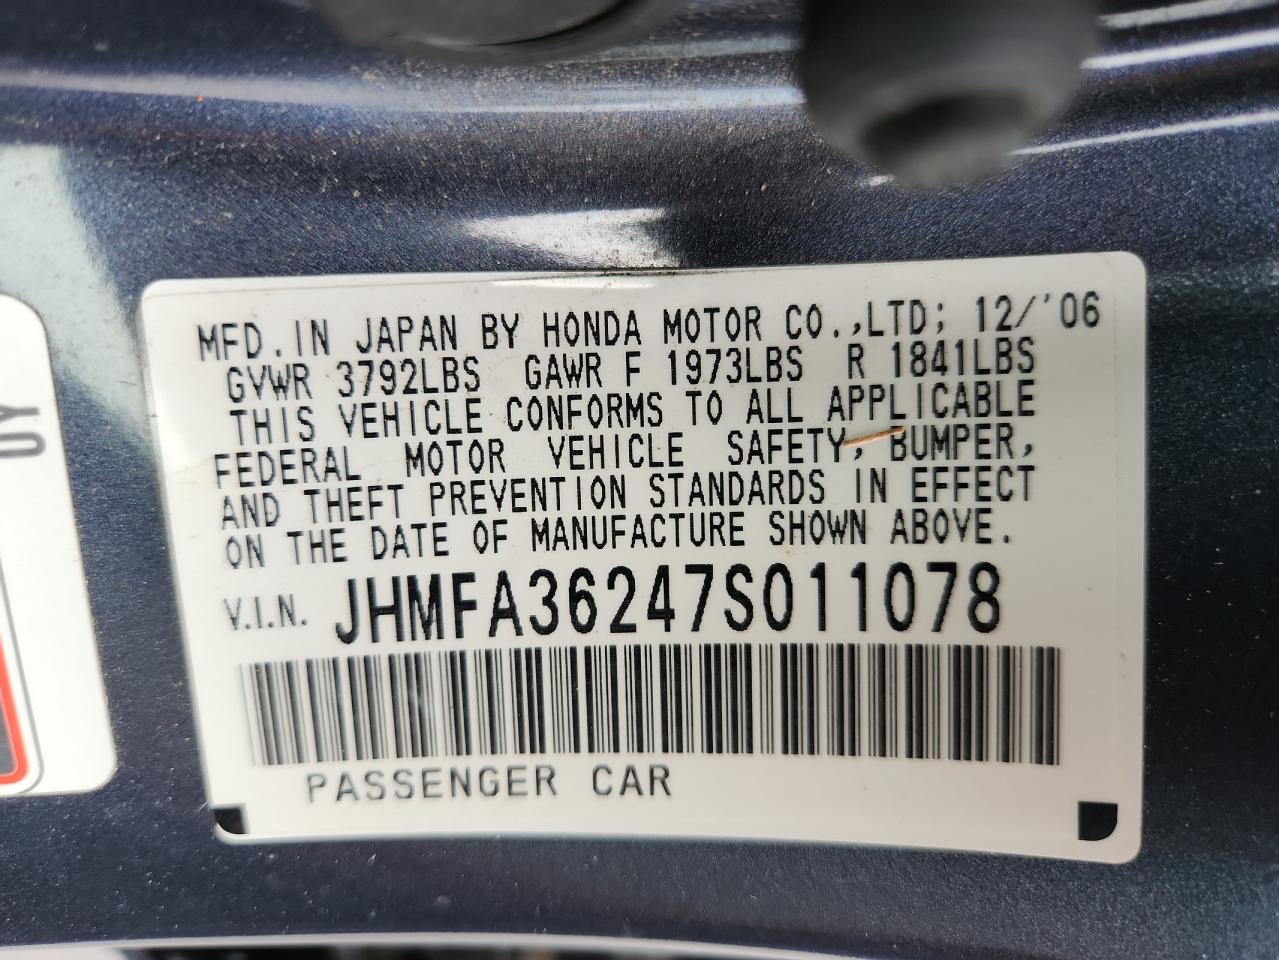 MFD. IN JAPAN BY HONDA MOTOR CO.,LTD; 12/'06
GVWR 3792LBS GAWR F 1973LBS R 1841LBS
THIS VEHICLE CONFORMS TO ALL APPLICABLE
FEDERAL MOTOR VEHICLE SAFETY, BUMPER,
AND THEFT PREVENTION STANDARDS IN EFFECT
ON THE DATE OF MANUFACTURE SHOWN ABOVE.
V.I.N. JHMFA36247S011078
PASSENGER CAR
0Y